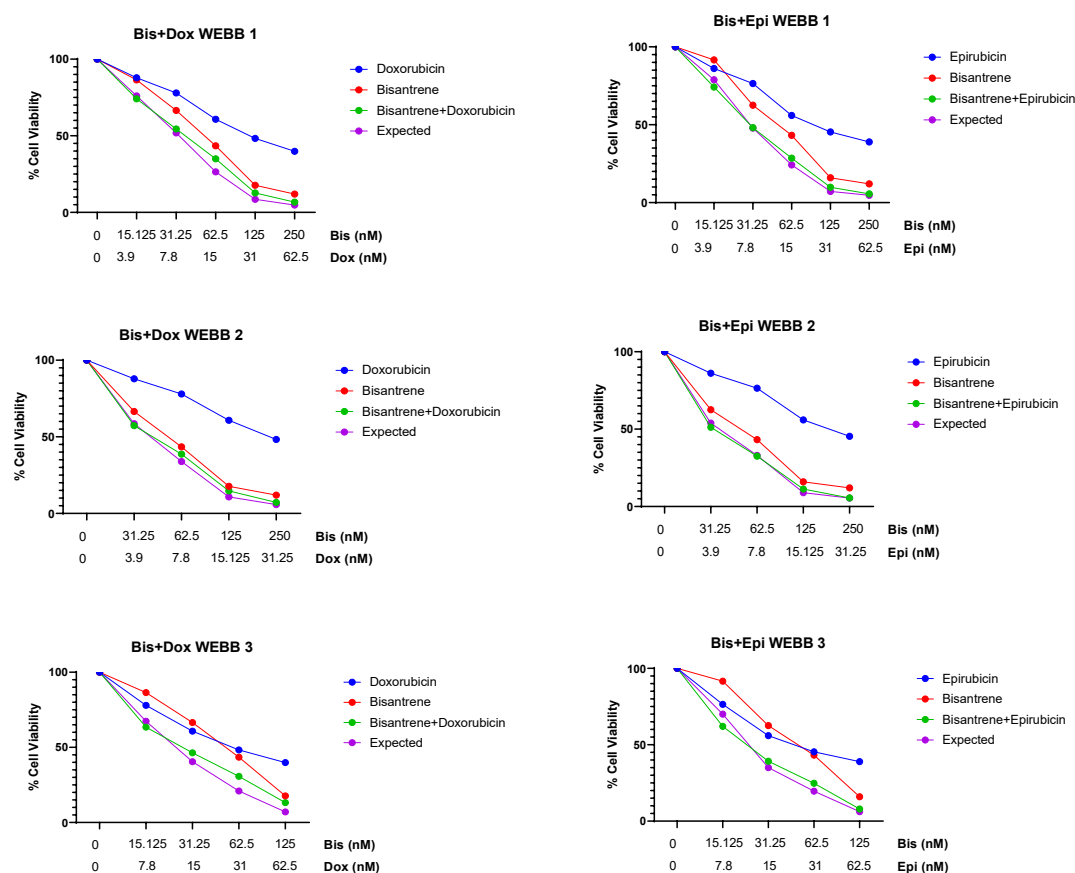 Bis+Dox WEBB 1
100
50
0
% Cell Viability
Doxorubicin
Bisantrene
Bisantrene+Doxorubicin
Expected
0 15.125 31.25 62.5 125 250 Bis (nM)
0 3.9 7.8 15 31 62.5 Dox (nM)
Bis+Epi WEBB 1
100
50
0
% Cell Viability
Epirubicin
Bisantrene
Bisantrene+Epirubicin
Expected
0 15.125 31.25 62.5 125 250 Bis (nM)
0 3.9 7.8 15 31 62.5 Epi (nM)
Bis+Dox WEBB 2
100
50
0
% Cell Viability
Doxorubicin
Bisantrene
Bisantrene+Doxorubicin
Expected
0 31.25 62.5 125 250 Bis (nM)
0 3.9 7.8 15.125 31.25 Dox (nM)
Bis+Epi WEBB 2
100
50
0
% Cell Viability
Epirubicin
Bisantrene
Bisantrene+Epirubicin
Expected
0 31.25 62.5 125 250 Bis (nM)
0 3.9 7.8 15.125 31.25 Epi (nM)
Bis+Dox WEBB 3
100
50
0
% Cell Viability
Doxorubicin
Bisantrene
Bisantrene+Doxorubicin
Expected
0 15.125 31.25 62.5 125 Bis (nM)
0 7.8 15 31 62.5 Dox (nM)
Bis+Epi WEBB 3
100
50
0
% Cell Viability
Epirubicin
Bisantrene
Bisantrene+Epirubicin
Expected
0 15.125 31.25 62.5 125 Bis (nM)
0 7.8 15 31 62.5 Epi (nM)